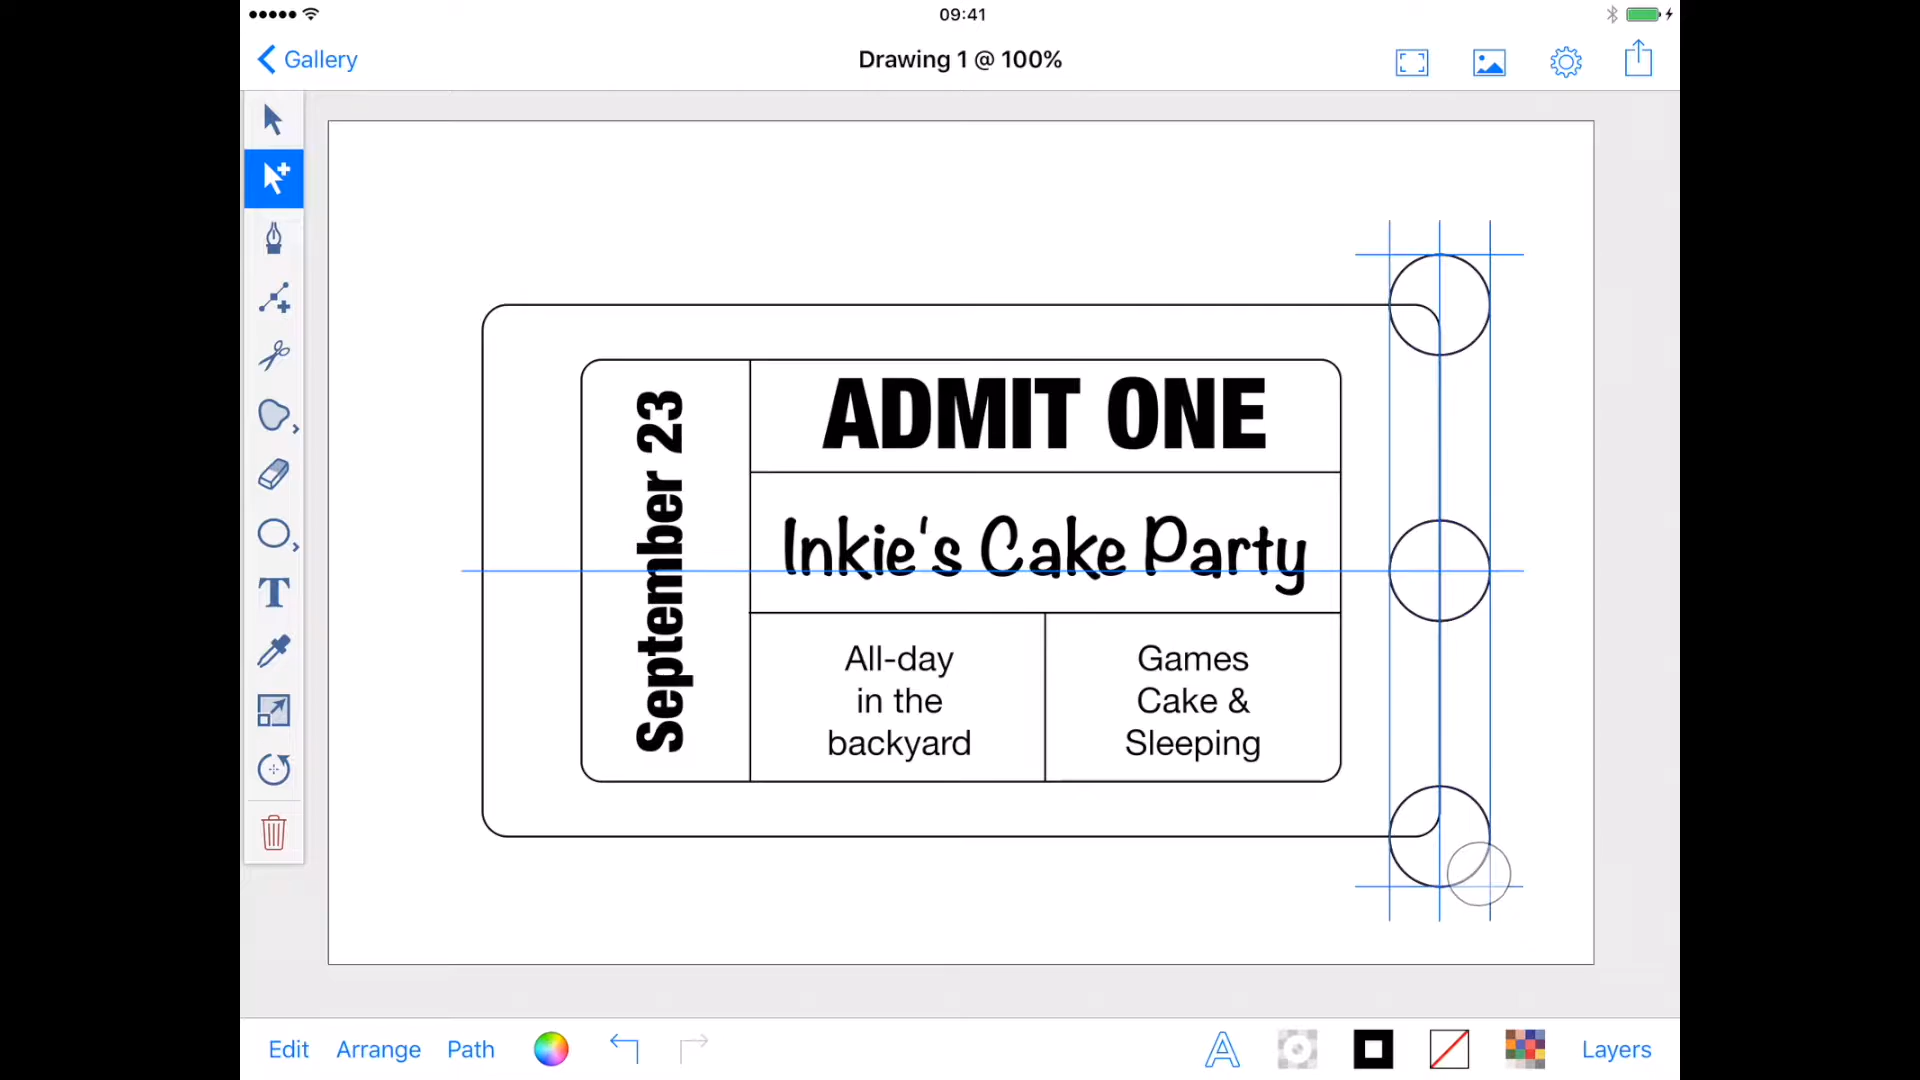 09:41
Gallery
Drawing 1 @ 100%
ADMIT ONE
September 23
Inkie's Cake Party
All-day
in the
backyard
Games
Cake &
Sleeping
T
Edit
Arrange
Path
A
Layers